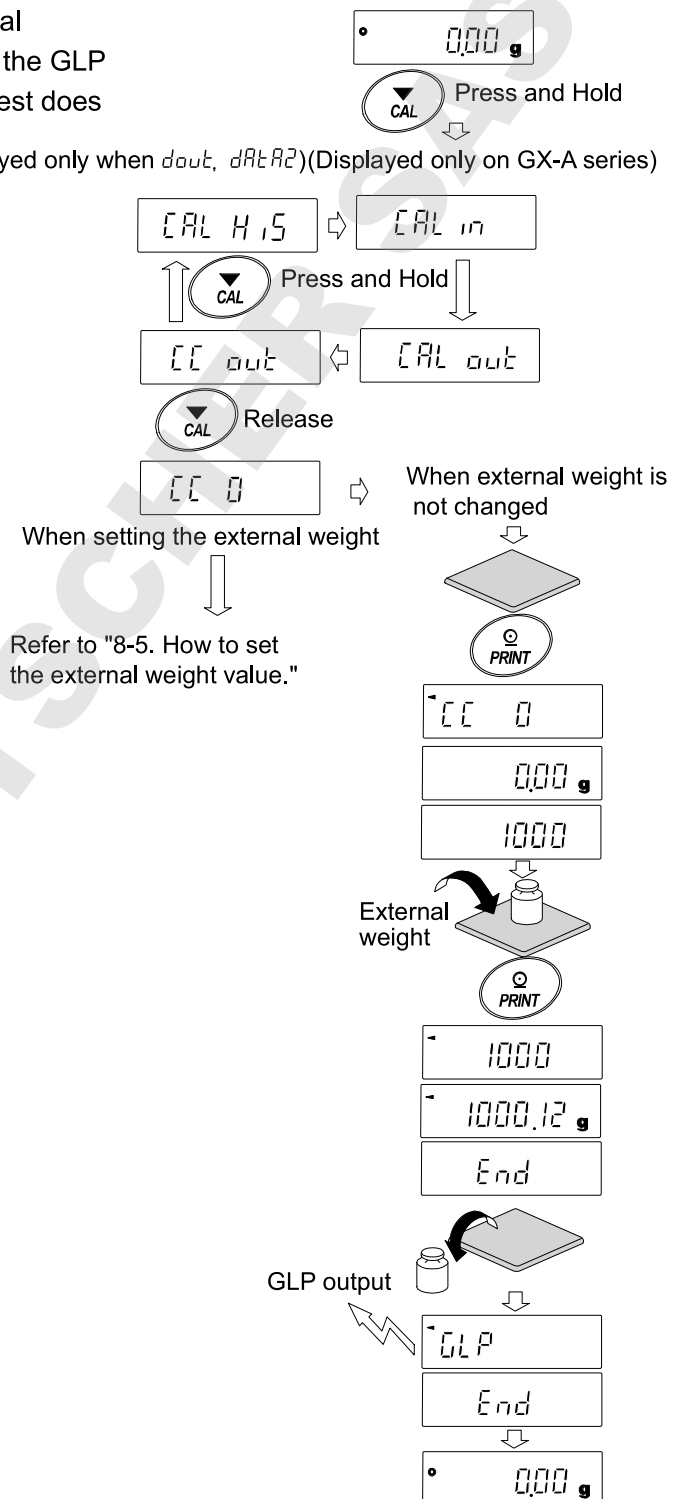 al
the GLP
est does
0.00 g
CAL
Press and Hold
yed only when dout, dAtA2)(Displayed only on GX-A series)
CAL HiS
CAL in
CAL
Press and Hold
CC out
CAL out
CAL
Release
CC 0
When external weight is
not changed
When setting the external weight
Refer to "8-5. How to set
the external weight value."
PRINT
CC 0
0.00 g
1000
External
weight
PRINT
1000
1000.12 g
End
GLP output
GLP
End
0.00 g
TSCHER SAS